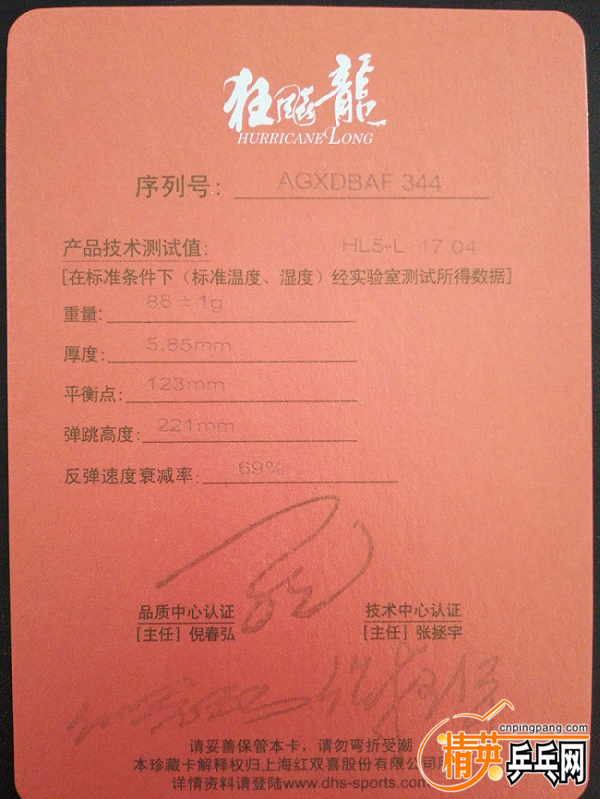 狂飈龍
HURRICANE LONG
序列号: AGXDBAF 344
产品技术测试值: HL5-L 17 04
[在标准条件下（标准温度、湿度）经实验室测试所得数据]
重量: 88±1g
厚度: 5.85mm
平衡点: 123mm
弹跳高度: 221mm
反弹速度衰减率: 69%
品质中心认证 技术中心认证
[主任] 倪春弘 [主任] 张拯宇
请妥善保管本卡，请勿弯折受潮
本珍藏卡解释权归上海红双喜股份有限公司
详情资料请登陆www.dhs-sports.com
cnpingpang.com
精英乒乓网